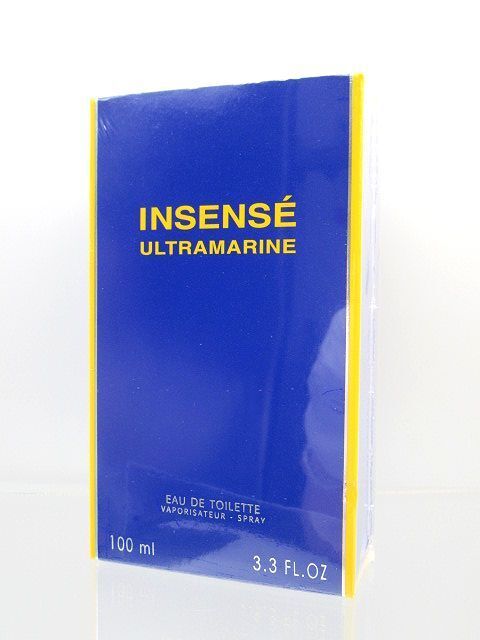 INSENSÉ
ULTRAMARINE
EAU DE TOILETTE
VAPORISATEUR - SPRAY
100 ml
3.3 FL.OZ